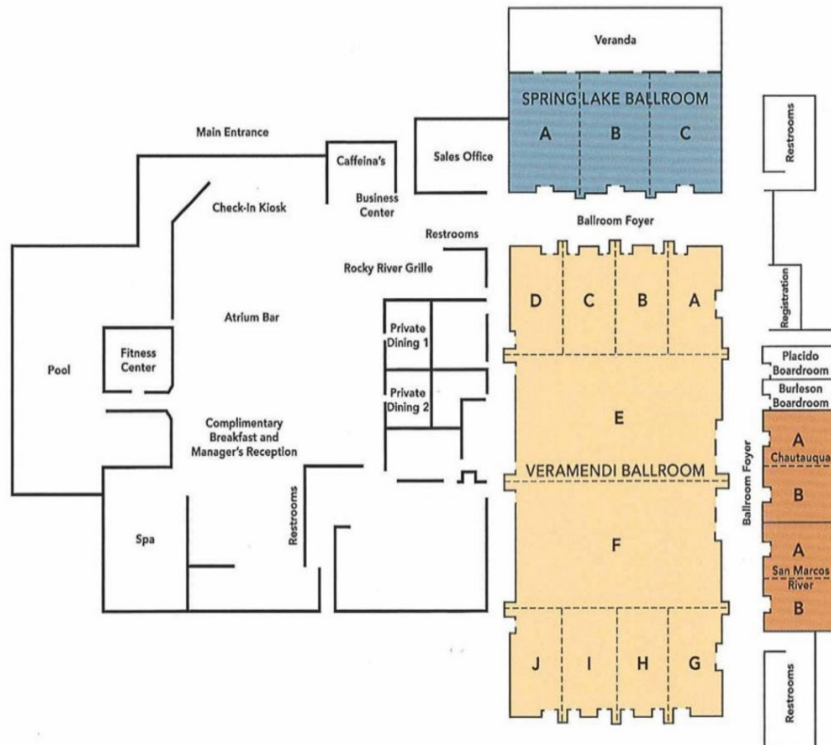 Veranda
SPRING LAKE BALLROOM
A
B
C
Restrooms
Main Entrance
Caffeina's
Sales Office
Business
Center
Check-In Kiosk
Ballroom Foyer
Restrooms
Rocky River Grille
D
C
B
A
Registration
Atrium Bar
Private
Dining 1
Fitness
Center
Pool
Placido
Boardroom
Burleson
Boardroom
Private
Dining 2
E
Complimentary
Breakfast and
Manager's Reception
A
Chautauqua
B
VERAMENDI BALLROOM
Ballroom Foyer
Restrooms
Spa
F
A
San Marcos
River
B
J
I
H
G
Restrooms